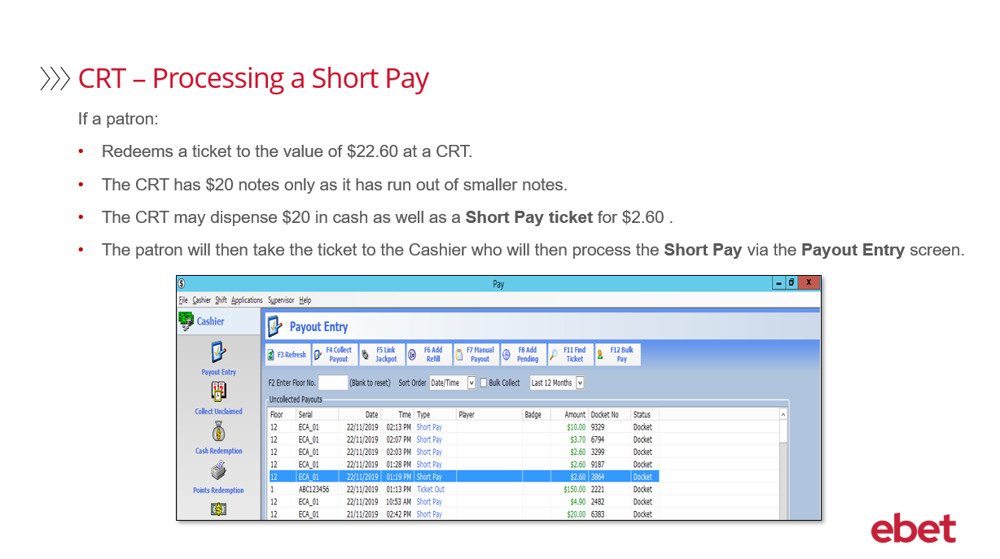 CRT – Processing a Short Pay
If a patron:
• Redeems a ticket to the value of $22.60 at a CRT.
• The CRT has $20 notes only as it has run out of smaller notes.
• The CRT may dispense $20 in cash as well as a Short Pay ticket for $2.60 .
• The patron will then take the ticket to the Cashier who will then process the Short Pay via the Payout Entry screen.
Pay
File Cashier Shift Applications Supervisor Help
Cashier
Payout Entry
Collect Unclaimed
Cash Redemption
Points Redemption
Payout Entry
F3 Refresh
F4 Collect
Payout
F5 Link
Jackpot
F6 Add
Refill
F7 Manual
Payout
F8 Add
Pending
F11 Find
Ticket
F12 Bulk
Pay
F2 Enter Floor No. (Blank to reset) Sort Order Date/Time Bulk Collect Last 12 Months
Uncollected Payouts
Floor Serial Date Time Type Player Badge Amount Docket No Status
12 ECA_01 22/11/2019 02:13 PM Short Pay $10.00 9329 Docket
12 ECA_01 22/11/2019 02:07 PM Short Pay $3.70 6794 Docket
12 ECA_01 22/11/2019 02:03 PM Short Pay $2.60 3299 Docket
12 ECA_01 22/11/2019 01:28 PM Short Pay $2.60 9187 Docket
12 ECA_01 22/11/2019 01:19 PM Short Pay $2.60 3864 Docket
1 ABC123456 22/11/2019 01:13 PM Ticket Out $150.00 2221 Docket
12 ECA_01 22/11/2019 10:53 AM Short Pay $4.90 2482 Docket
12 ECA_01 21/11/2019 02:42 PM Short Pay $20.00 6383 Docket
ebet